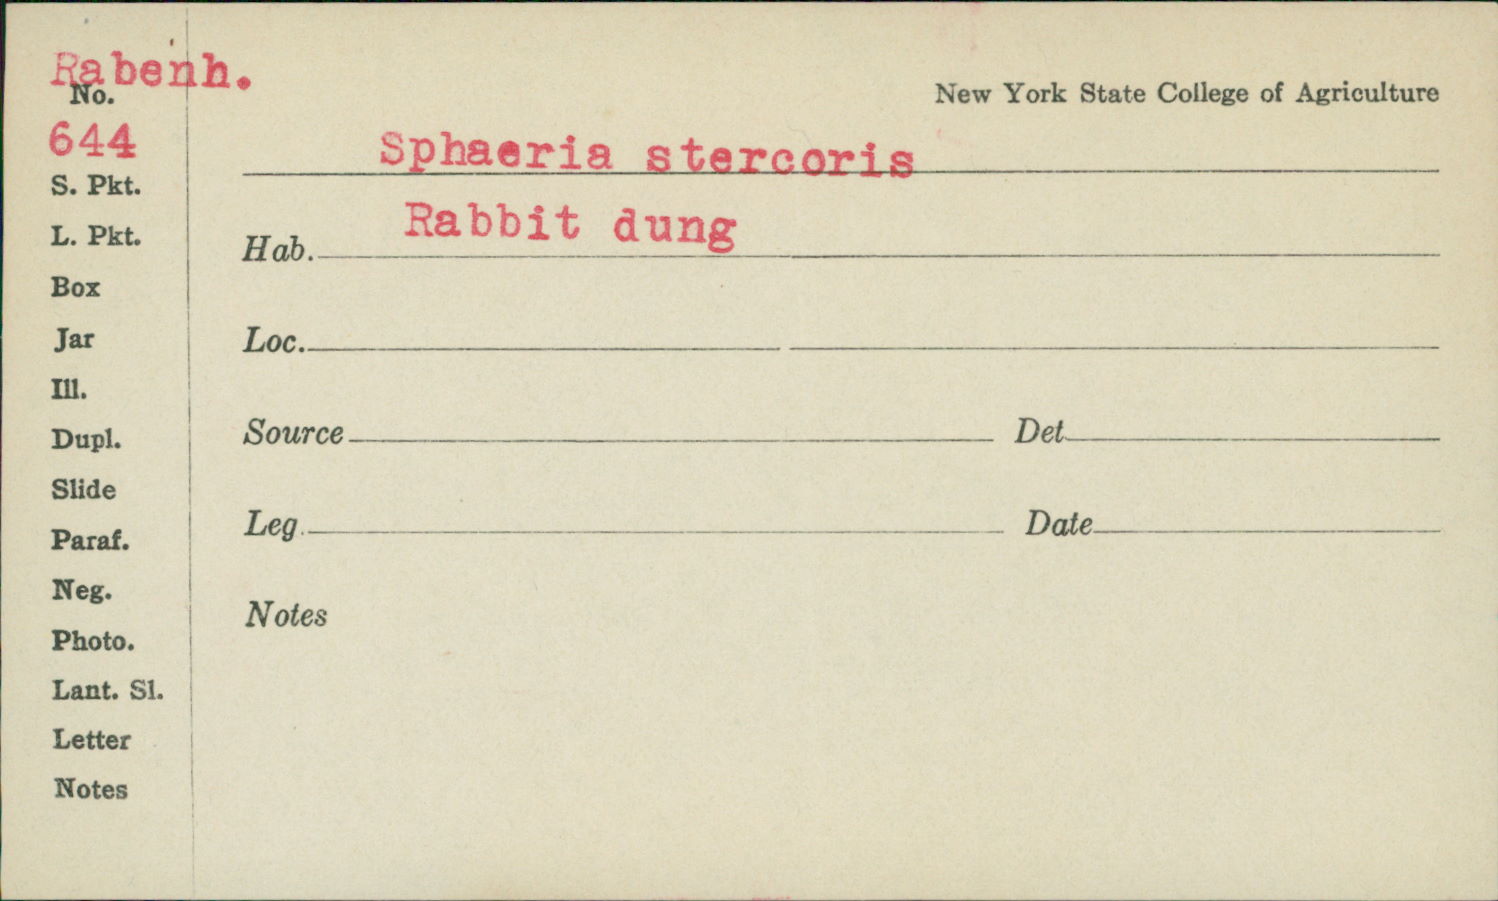 Rabenh.
No.
New York State College of Agriculture
644
Sphaeria stercoris
S. Pkt.
Rabbit dung
L. Pkt.
Hab.
Box
Jar
Loc.
Ill.
Dupl.
Source
Det
Slide
Leg.
Date
Paraf.
Neg.
Notes
Photo.
Lant. Sl.
Letter
Notes